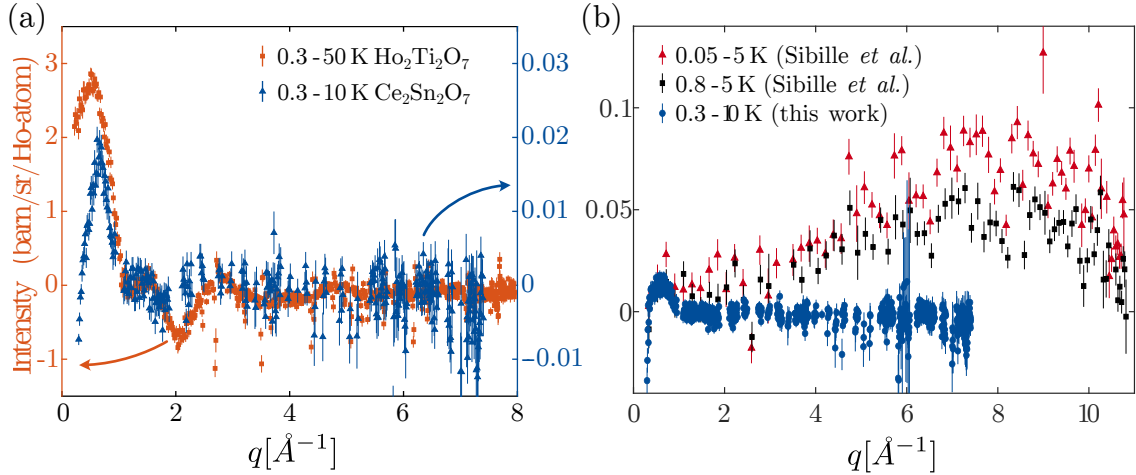 (a)
Intensity (barn/sr/Ho-atom)
3
2
1
0
-1
0.3 - 50 K Ho₂Ti₂O₇
0.3 - 10 K Ce₂Sn₂O₇
0.03
0.02
0.01
0
-0.01
0 2 4 6 8
q[Å⁻¹]
(b)
0.05 - 5 K (Sibille et al.)
0.8 - 5 K (Sibille et al.)
0.3 - 10 K (this work)
0.1
0.05
0
0 2 4 6 8 10
q[Å⁻¹]